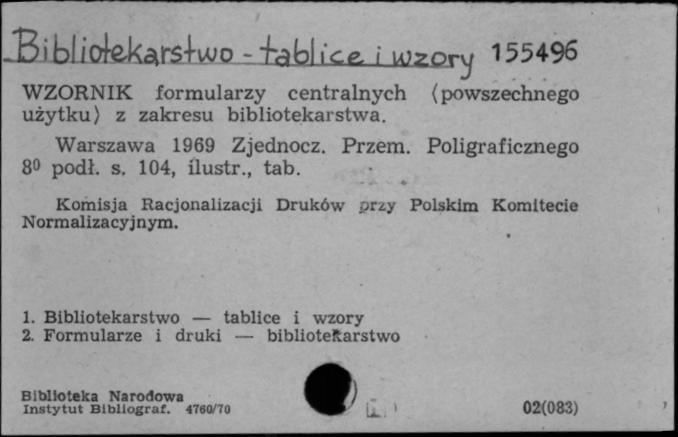 Bibliotekarstwo - tablice i wzory 155496
WZORNIK formularzy centralnych (powszechnego
użytku) z zakresu bibliotekarstwa.
Warszawa 1969 Zjednocz. Przem. Poligraficznego
8⁰ podł. s. 104, ilustr., tab.
Komisja Racjonalizacji Druków przy Polskim Komitecie
Normalizacyjnym.
1. Bibliotekarstwo — tablice i wzory
2. Formularze i druki — bibliotekarstwo
Biblioteka Narodowa
Instytut Bibliograf. 4760/70
02(083)